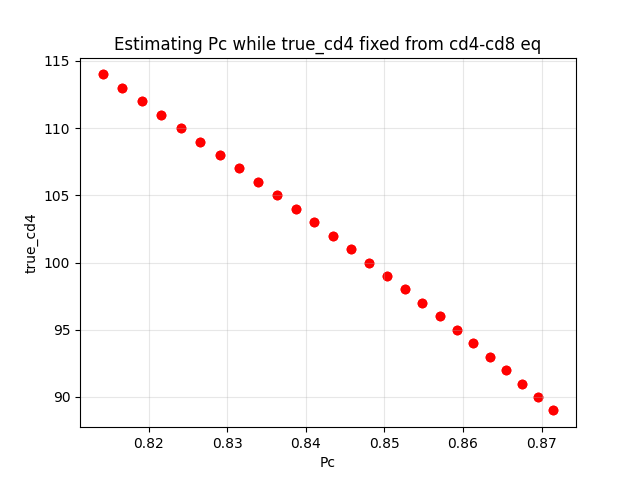 Estimating Pc while true_cd4 fixed from cd4-cd8 eq
115
110
105
100
95
90
true_cd4
0.82 0.83 0.84 0.85 0.86 0.87
Pc